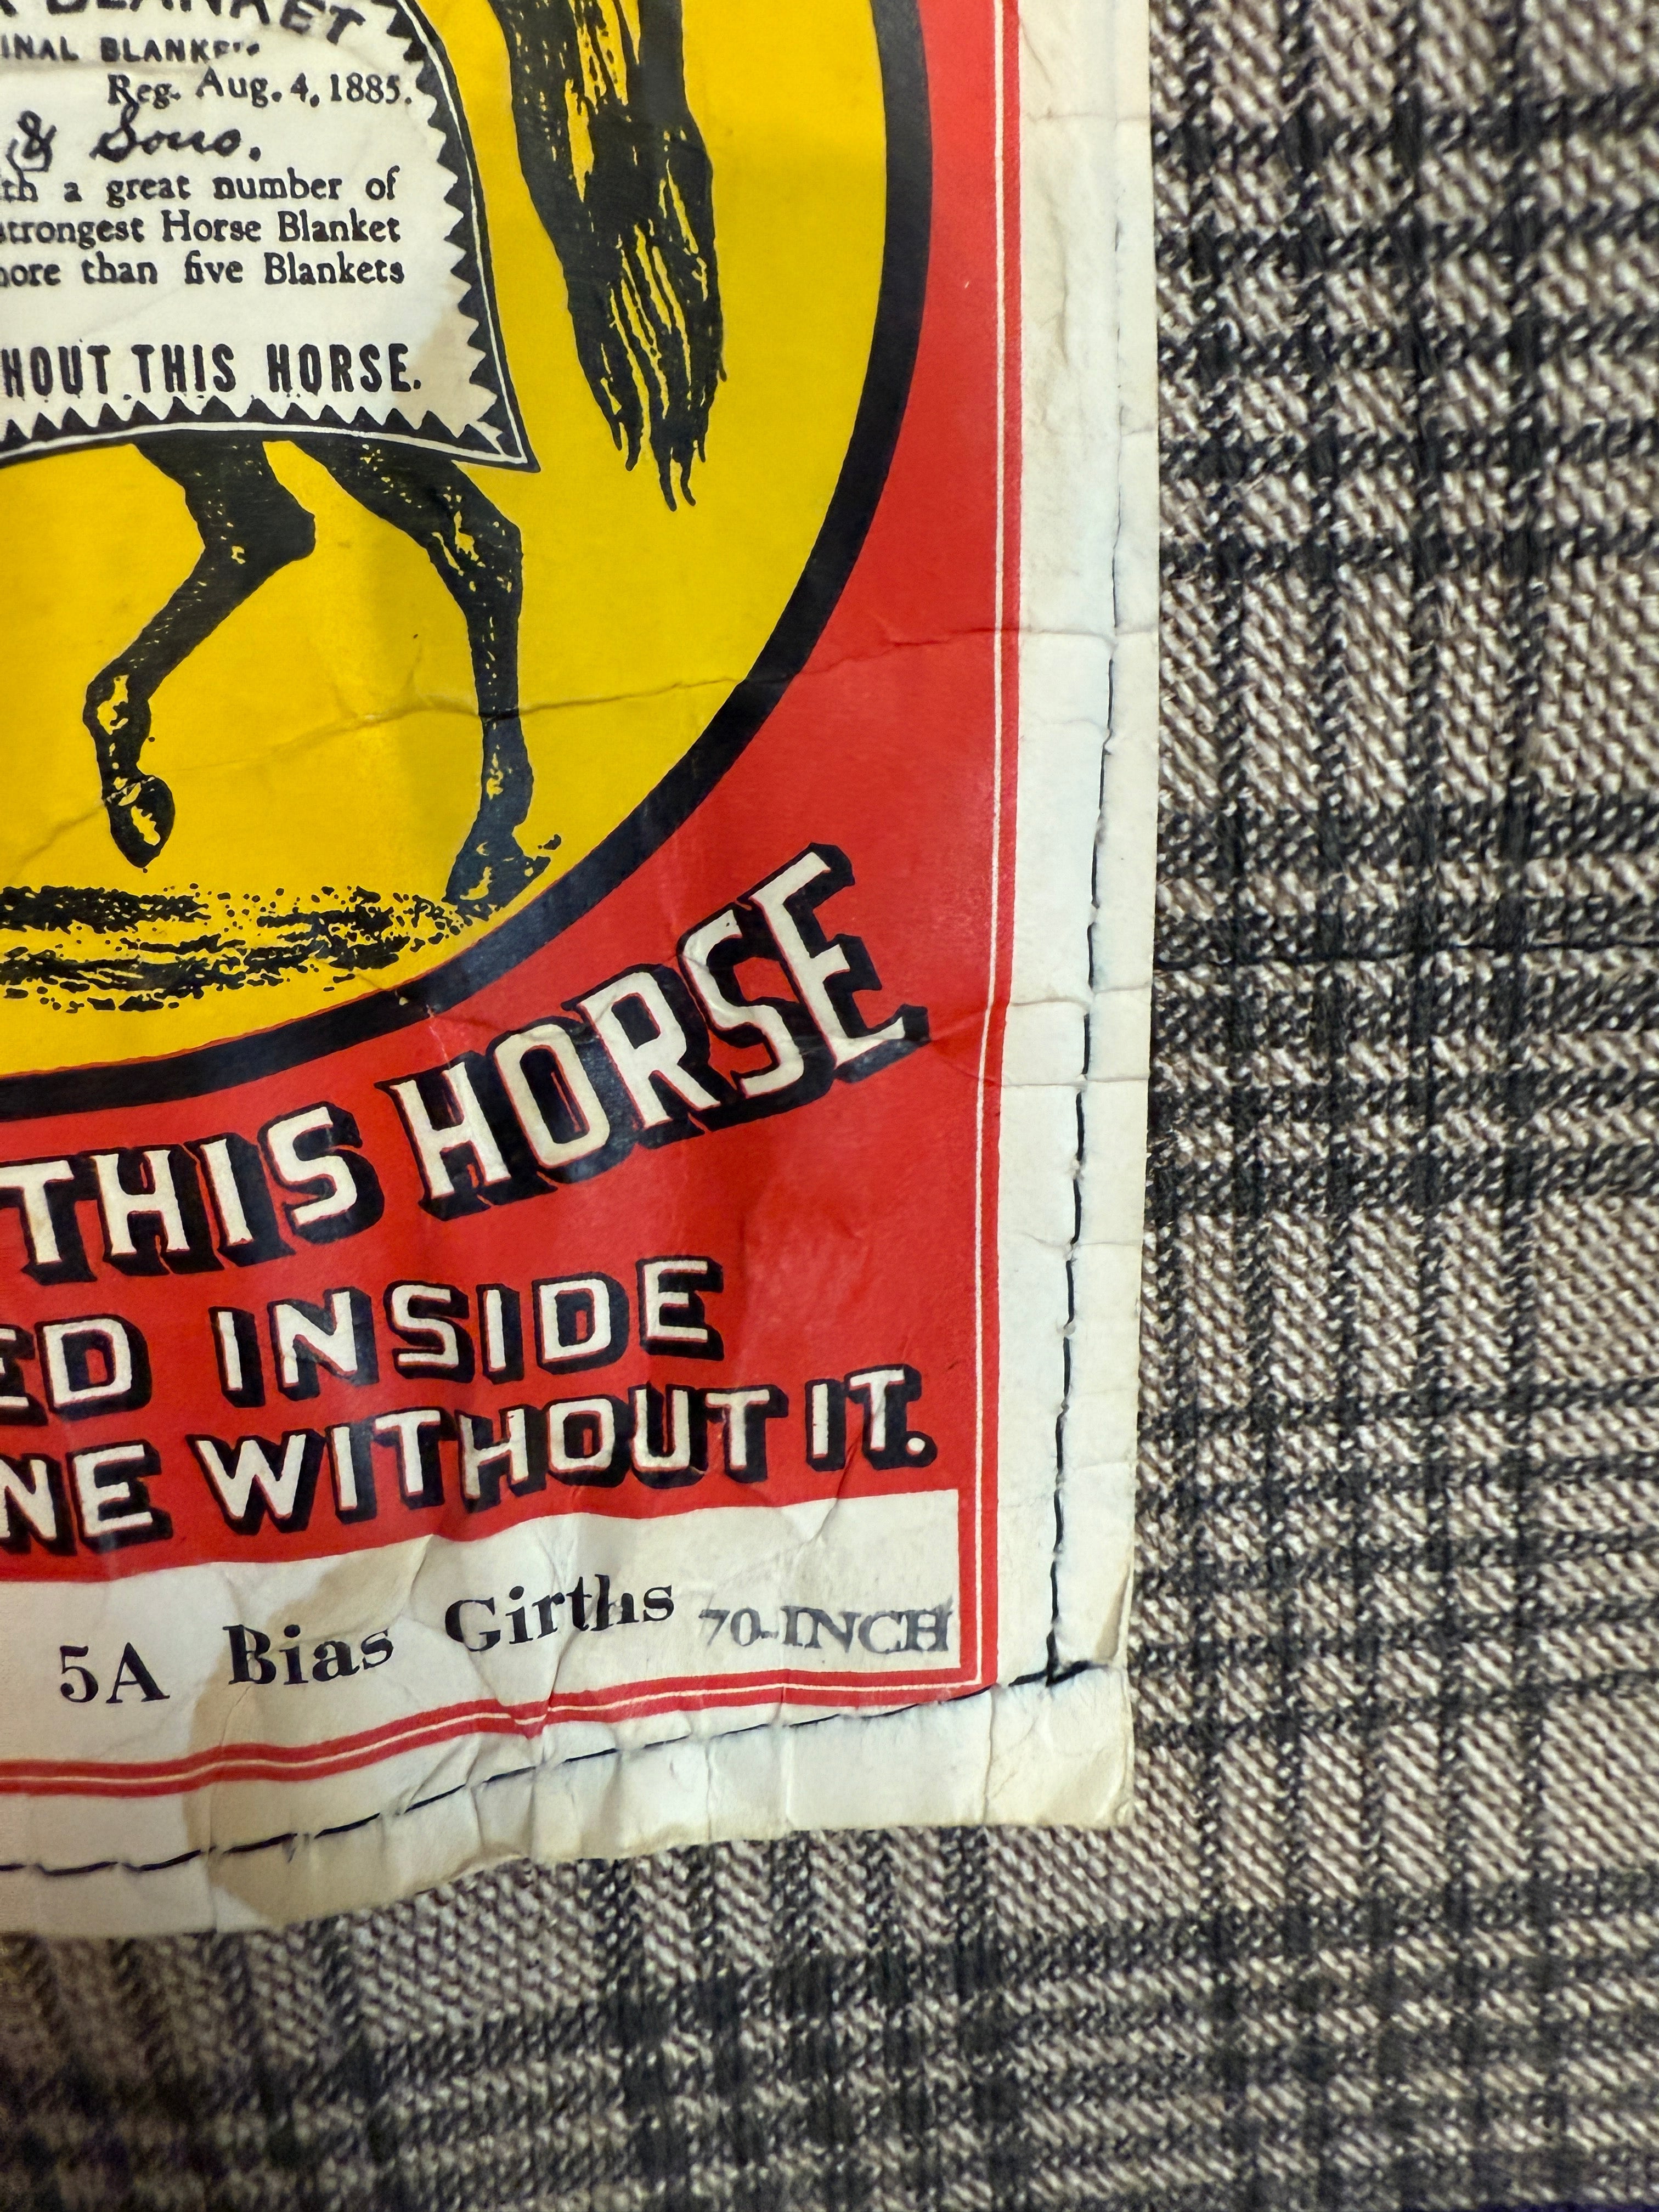 BLANKET
INAL BLANKET
Reg. Aug. 4, 1885.
& Sons.
th a great number of
strongest Horse Blanket
more than five Blankets
HOUT THIS HORSE.
THIS HORSE
ED INSIDE
NE WITHOUT IT.
5A Bias Girths 70-INCH